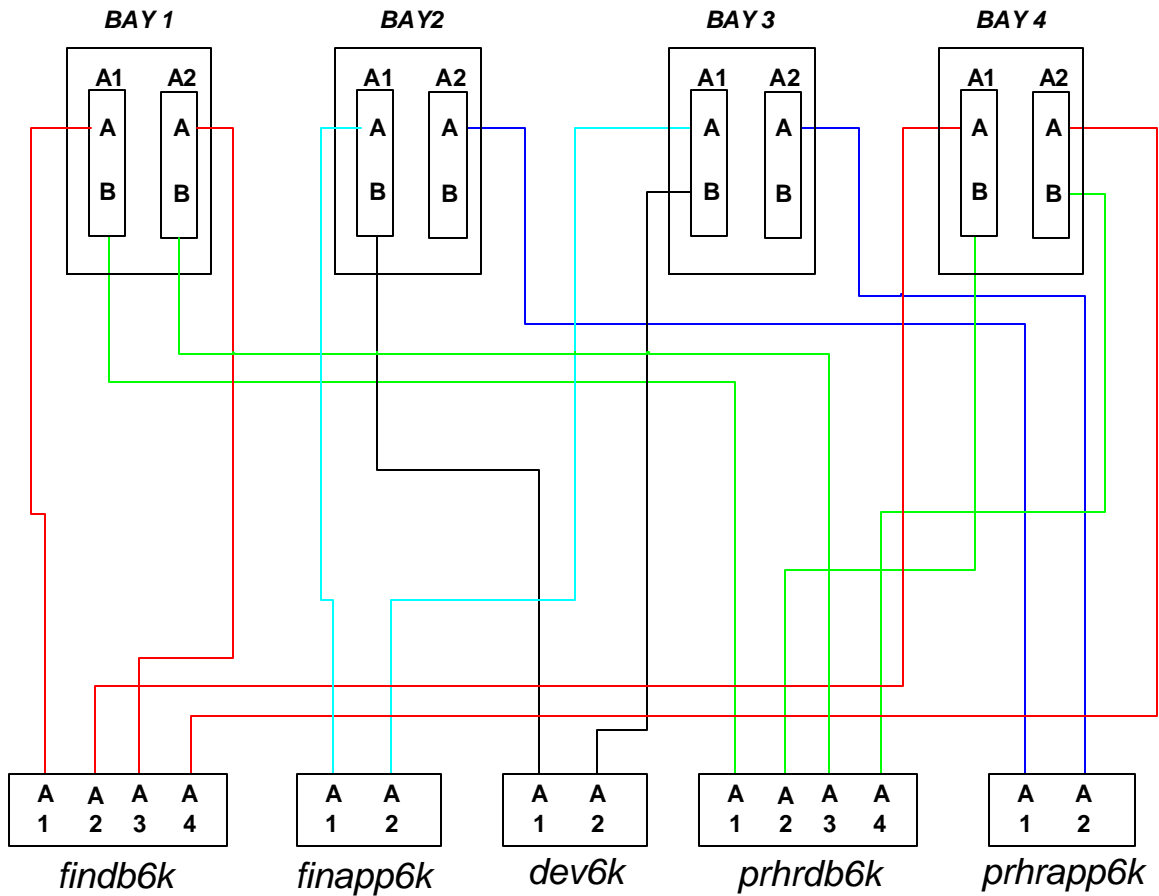 BAY 1 BAY2 BAY 3 BAY 4
A1 A2 A1 A2 A1 A2 A1 A2
A A A A A A A A
B B B B B B B B
A A A A A A A A A A A A A A
1 2 3 4 1 2 1 2 1 2 3 4 1 2
findb6k finapp6k dev6k prhrdb6k prhrapp6k